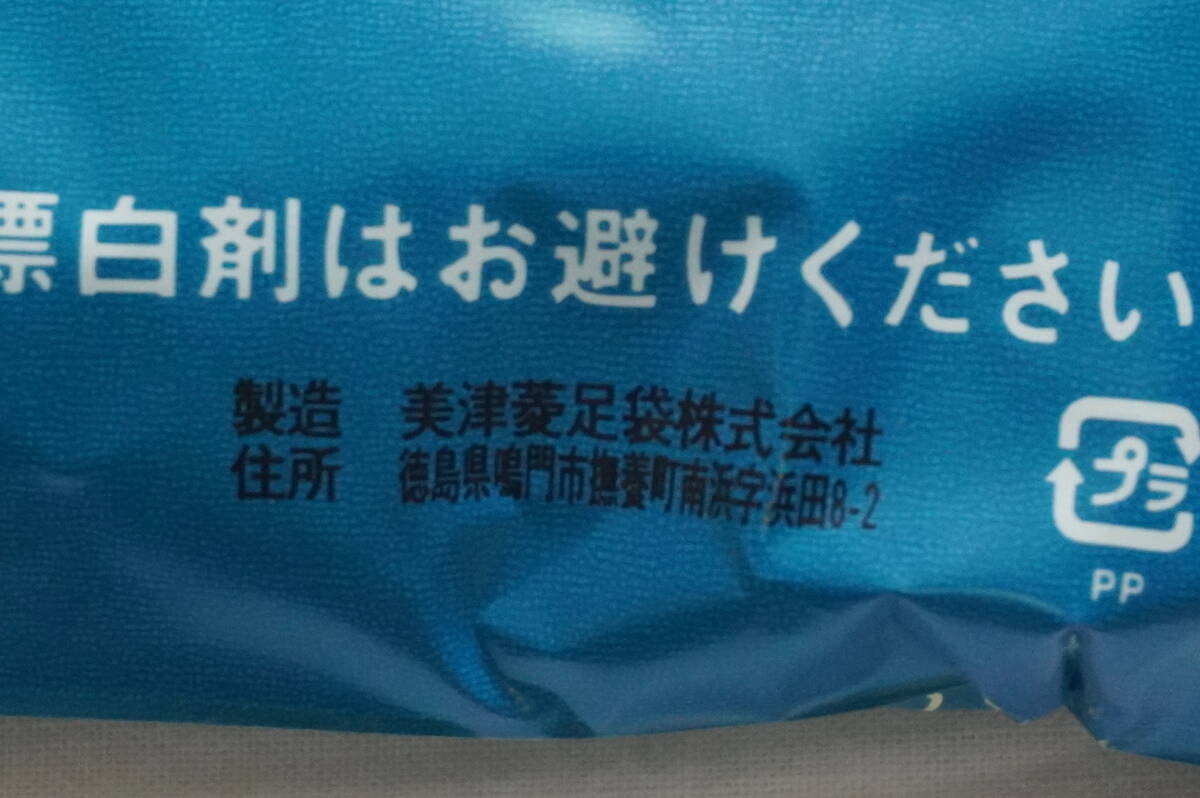 漂白剤はお避けください
製造 美津菱足袋株式会社
住所 徳島県鳴門市撫養町南浜字浜田8-2
プラ
PP